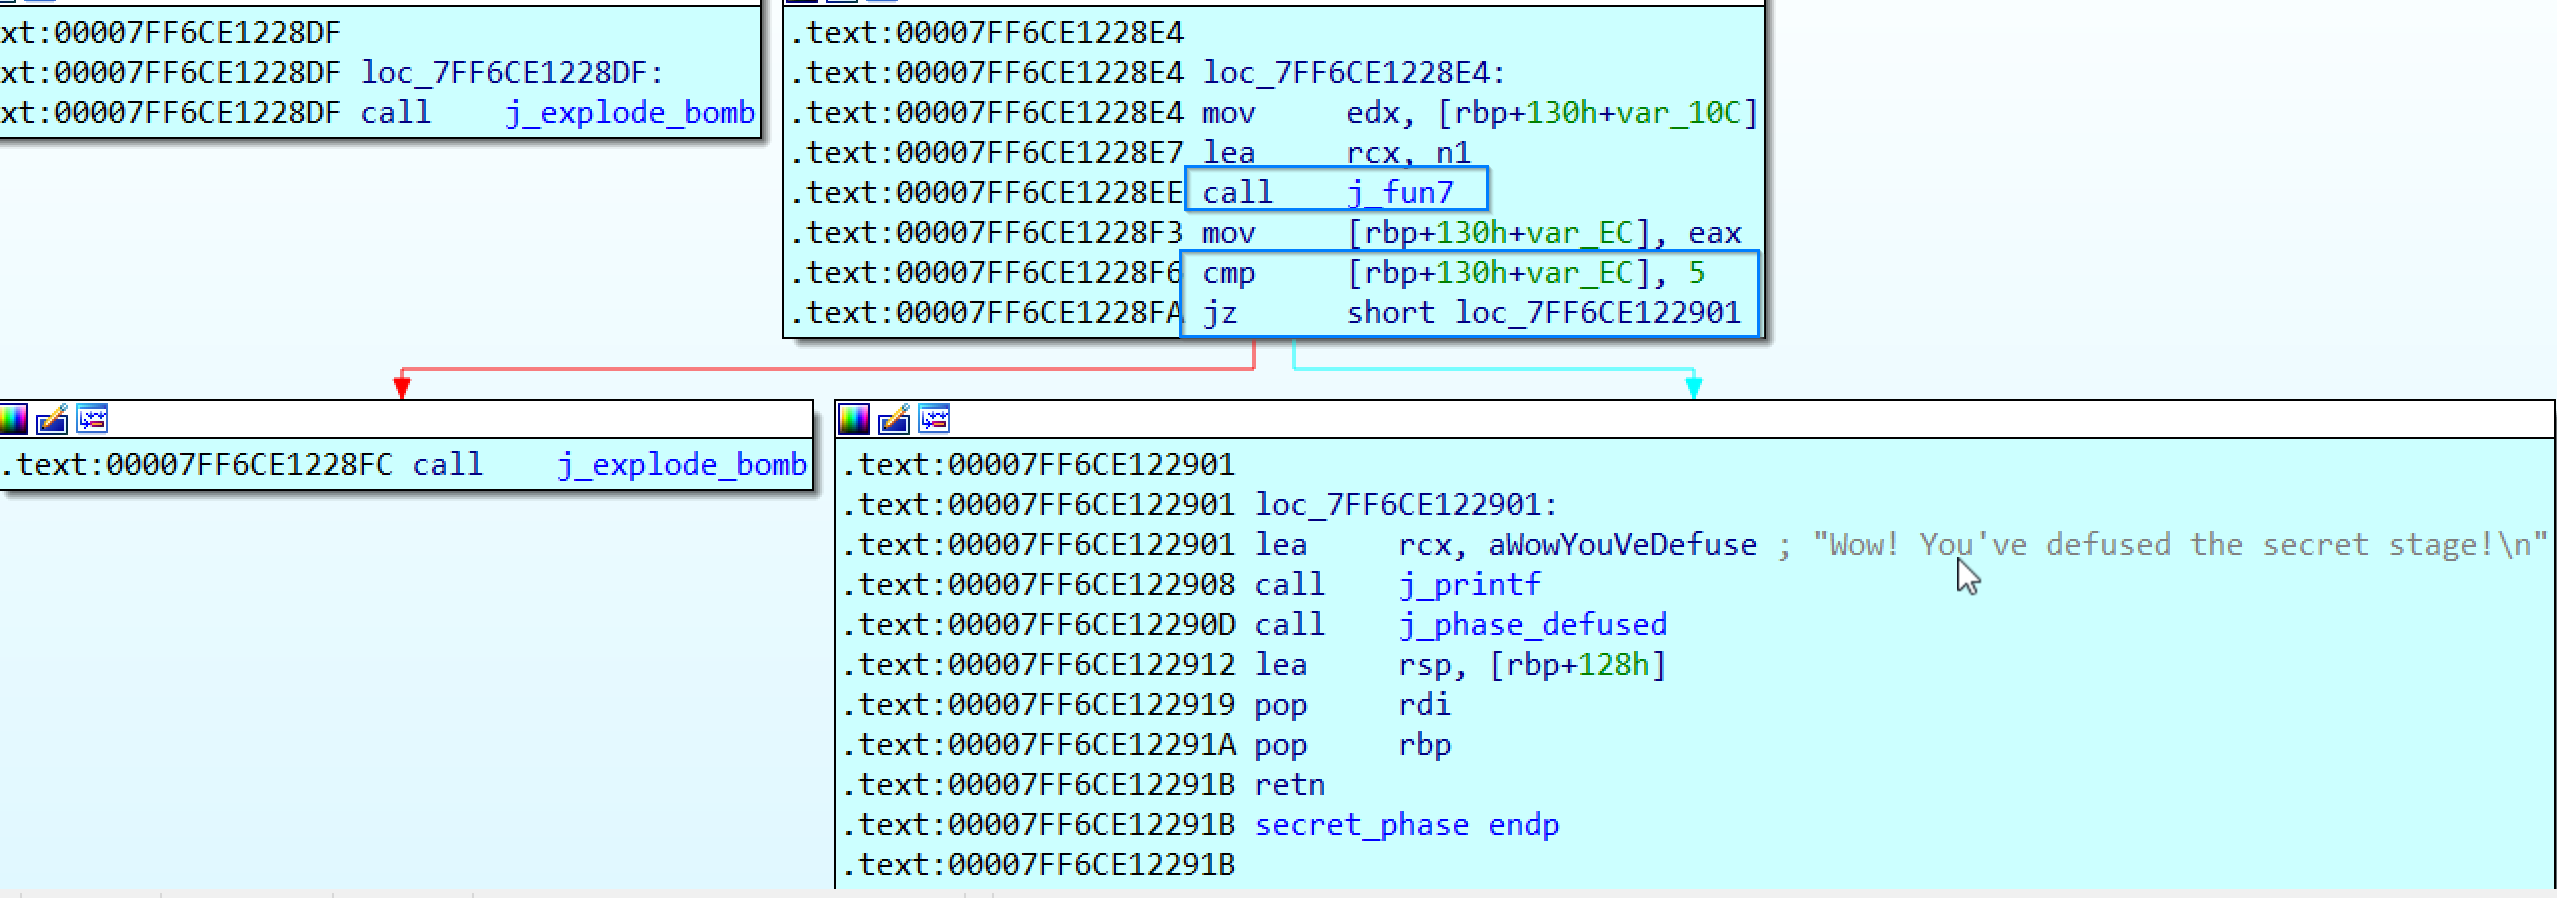 xt:00007FF6CE1228DF
xt:00007FF6CE1228DF loc_7FF6CE1228DF:
xt:00007FF6CE1228DF call j_explode_bomb
.text:00007FF6CE1228E4
.text:00007FF6CE1228E4 loc_7FF6CE1228E4:
.text:00007FF6CE1228E4 mov edx, [rbp+130h+var_10C]
.text:00007FF6CE1228E7 lea rcx, n1
.text:00007FF6CE1228EE call j_fun7
.text:00007FF6CE1228F3 mov [rbp+130h+var_EC], eax
.text:00007FF6CE1228F6 cmp [rbp+130h+var_EC], 5
.text:00007FF6CE1228FA jz short loc_7FF6CE122901
.text:00007FF6CE1228FC call j_explode_bomb
.text:00007FF6CE122901
.text:00007FF6CE122901 loc_7FF6CE122901:
.text:00007FF6CE122901 lea rcx, aWowYouVeDefuse ; "Wow! You've defused the secret stage!\n"
.text:00007FF6CE122908 call j_printf
.text:00007FF6CE12290D call j_phase_defused
.text:00007FF6CE122912 lea rsp, [rbp+128h]
.text:00007FF6CE122919 pop rdi
.text:00007FF6CE12291A pop rbp
.text:00007FF6CE12291B retn
.text:00007FF6CE12291B secret_phase endp
.text:00007FF6CE12291B